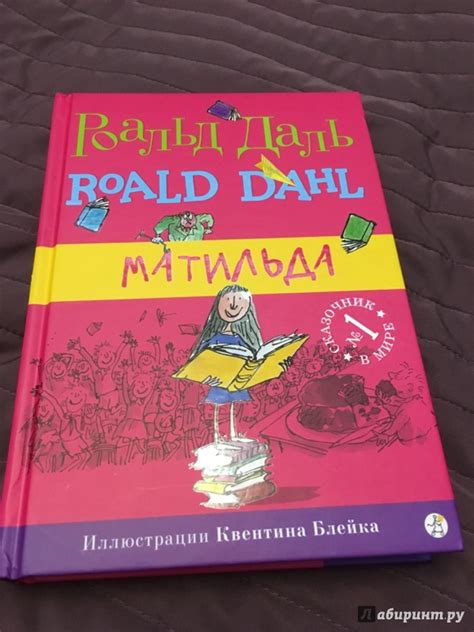 Роальд Даль
ROALD DAHL
МАТИЛЬДА
СКАЗОЧНИК
№1
В МИРЕ
Иллюстрации Квентина Блейка
Лабиринт.ру